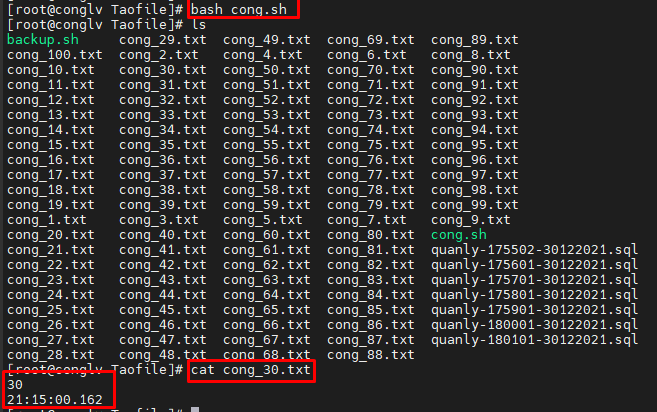 [root@conglv Taofile]# bash cong.sh
[root@conglv Taofile]# ls
backup.sh cong_29.txt cong_49.txt cong_69.txt cong_89.txt
cong_100.txt cong_2.txt cong_4.txt cong_6.txt cong_8.txt
cong_10.txt cong_30.txt cong_50.txt cong_70.txt cong_90.txt
cong_11.txt cong_31.txt cong_51.txt cong_71.txt cong_91.txt
cong_12.txt cong_32.txt cong_52.txt cong_72.txt cong_92.txt
cong_13.txt cong_33.txt cong_53.txt cong_73.txt cong_93.txt
cong_14.txt cong_34.txt cong_54.txt cong_74.txt cong_94.txt
cong_15.txt cong_35.txt cong_55.txt cong_75.txt cong_95.txt
cong_16.txt cong_36.txt cong_56.txt cong_76.txt cong_96.txt
cong_17.txt cong_37.txt cong_57.txt cong_77.txt cong_97.txt
cong_18.txt cong_38.txt cong_58.txt cong_78.txt cong_98.txt
cong_19.txt cong_39.txt cong_59.txt cong_79.txt cong_99.txt
cong_1.txt cong_3.txt cong_5.txt cong_7.txt cong_9.txt
cong_20.txt cong_40.txt cong_60.txt cong_80.txt cong.sh
cong_21.txt cong_41.txt cong_61.txt cong_81.txt quanly-175502-30122021.sql
cong_22.txt cong_42.txt cong_62.txt cong_82.txt quanly-175601-30122021.sql
cong_23.txt cong_43.txt cong_63.txt cong_83.txt quanly-175701-30122021.sql
cong_24.txt cong_44.txt cong_64.txt cong_84.txt quanly-175801-30122021.sql
cong_25.txt cong_45.txt cong_65.txt cong_85.txt quanly-175901-30122021.sql
cong_26.txt cong_46.txt cong_66.txt cong_86.txt quanly-180001-30122021.sql
cong_27.txt cong_47.txt cong_67.txt cong_87.txt quanly-180101-30122021.sql
cong_28.txt cong_48.txt cong_68.txt cong_88.txt
[root@conglv Taofile]# cat cong_30.txt
30
21:15:00.162
[root@conglv Taofile]#